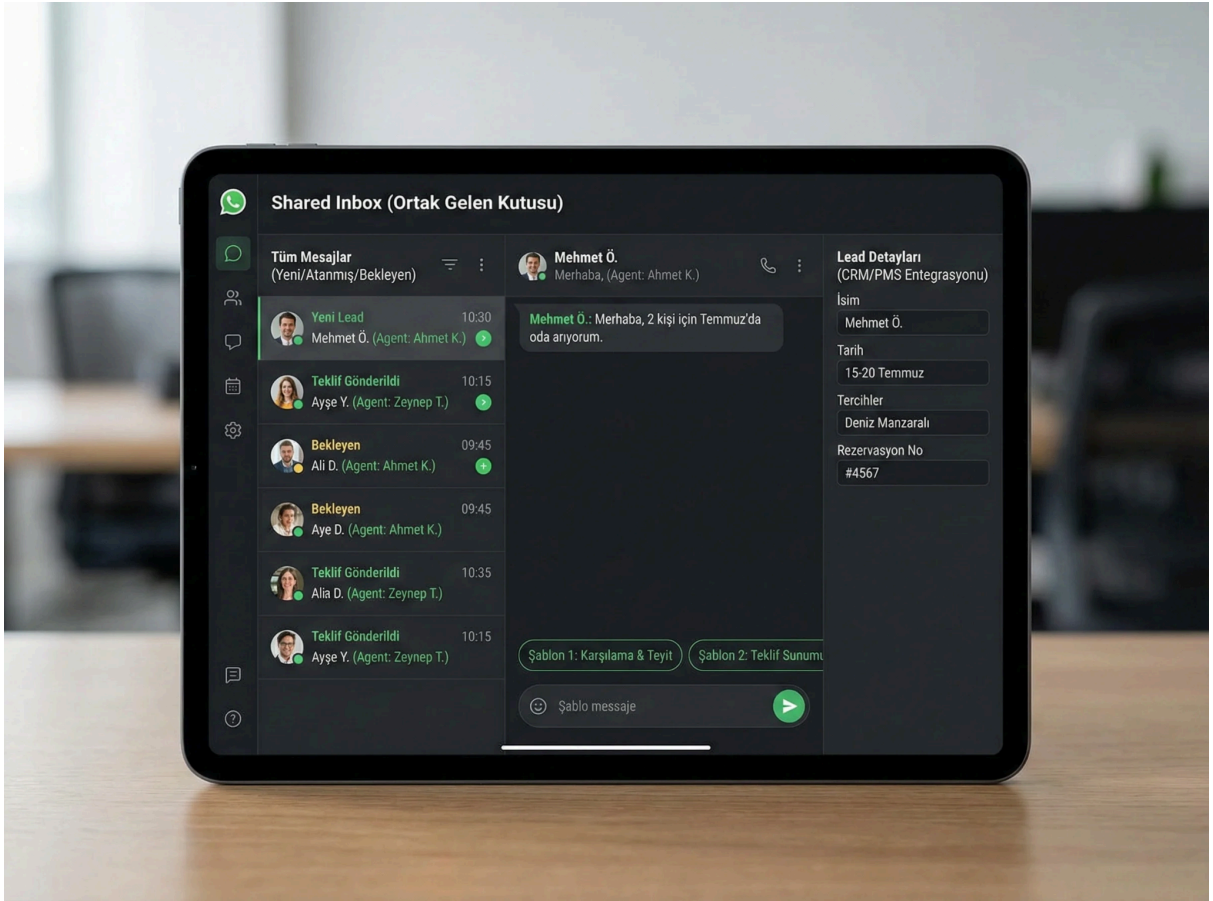 Shared Inbox (Ortak Gelen Kutusu)
Tüm Mesajlar
(Yeni/Atanmış/Bekleyen)
Yeni Lead 10:30
Mehmet Ö. (Agent: Ahmet K.)
Teklif Gönderildi 10:15
Ayşe Y. (Agent: Zeynep T.)
Bekleyen 09:45
Ali D. (Agent: Ahmet K.)
Bekleyen 09:45
Aye D. (Agent: Ahmet K.)
Teklif Gönderildi 10:35
Alia D. (Agent: Zeynep T.)
Teklif Gönderildi 10:15
Ayşe Y. (Agent: Zeynep T.)
Mehmet Ö.
Merhaba, (Agent: Ahmet K.)
Mehmet Ö.: Merhaba, 2 kişi için Temmuz'da
oda arıyorum.
Şablon 1: Karşılama & Teyit
Şablon 2: Teklif Sunumu
Şablo messaje
Lead Detayları
(CRM/PMS Entegrasyonu)
İsim
Mehmet Ö.
Tarih
15-20 Temmuz
Tercihler
Deniz Manzaralı
Rezervasyon No
#4567